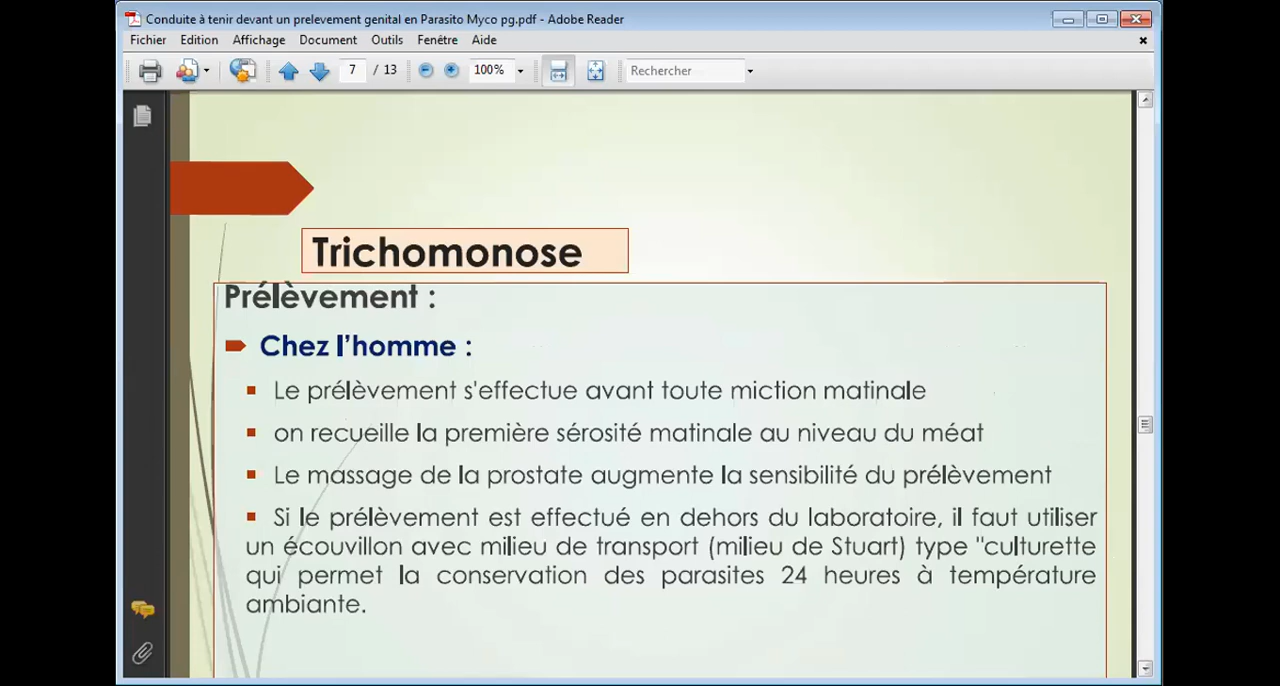 Conduite à tenir devant un prelevement genital en Parasito Myco pg.pdf - Adobe Reader
Fichier Edition Affichage Document Outils Fenêtre Aide
7 / 13 100% Rechercher
Trichomonose
Prélèvement :
Chez l'homme :
Le prélèvement s'effectue avant toute miction matinale
on recueille la première sérosité matinale au niveau du méat
Le massage de la prostate augmente la sensibilité du prélèvement
Si le prélèvement est effectué en dehors du laboratoire, il faut utiliser
un écouvillon avec milieu de transport (milieu de Stuart) type "culturette
qui permet la conservation des parasites 24 heures à température
ambiante.